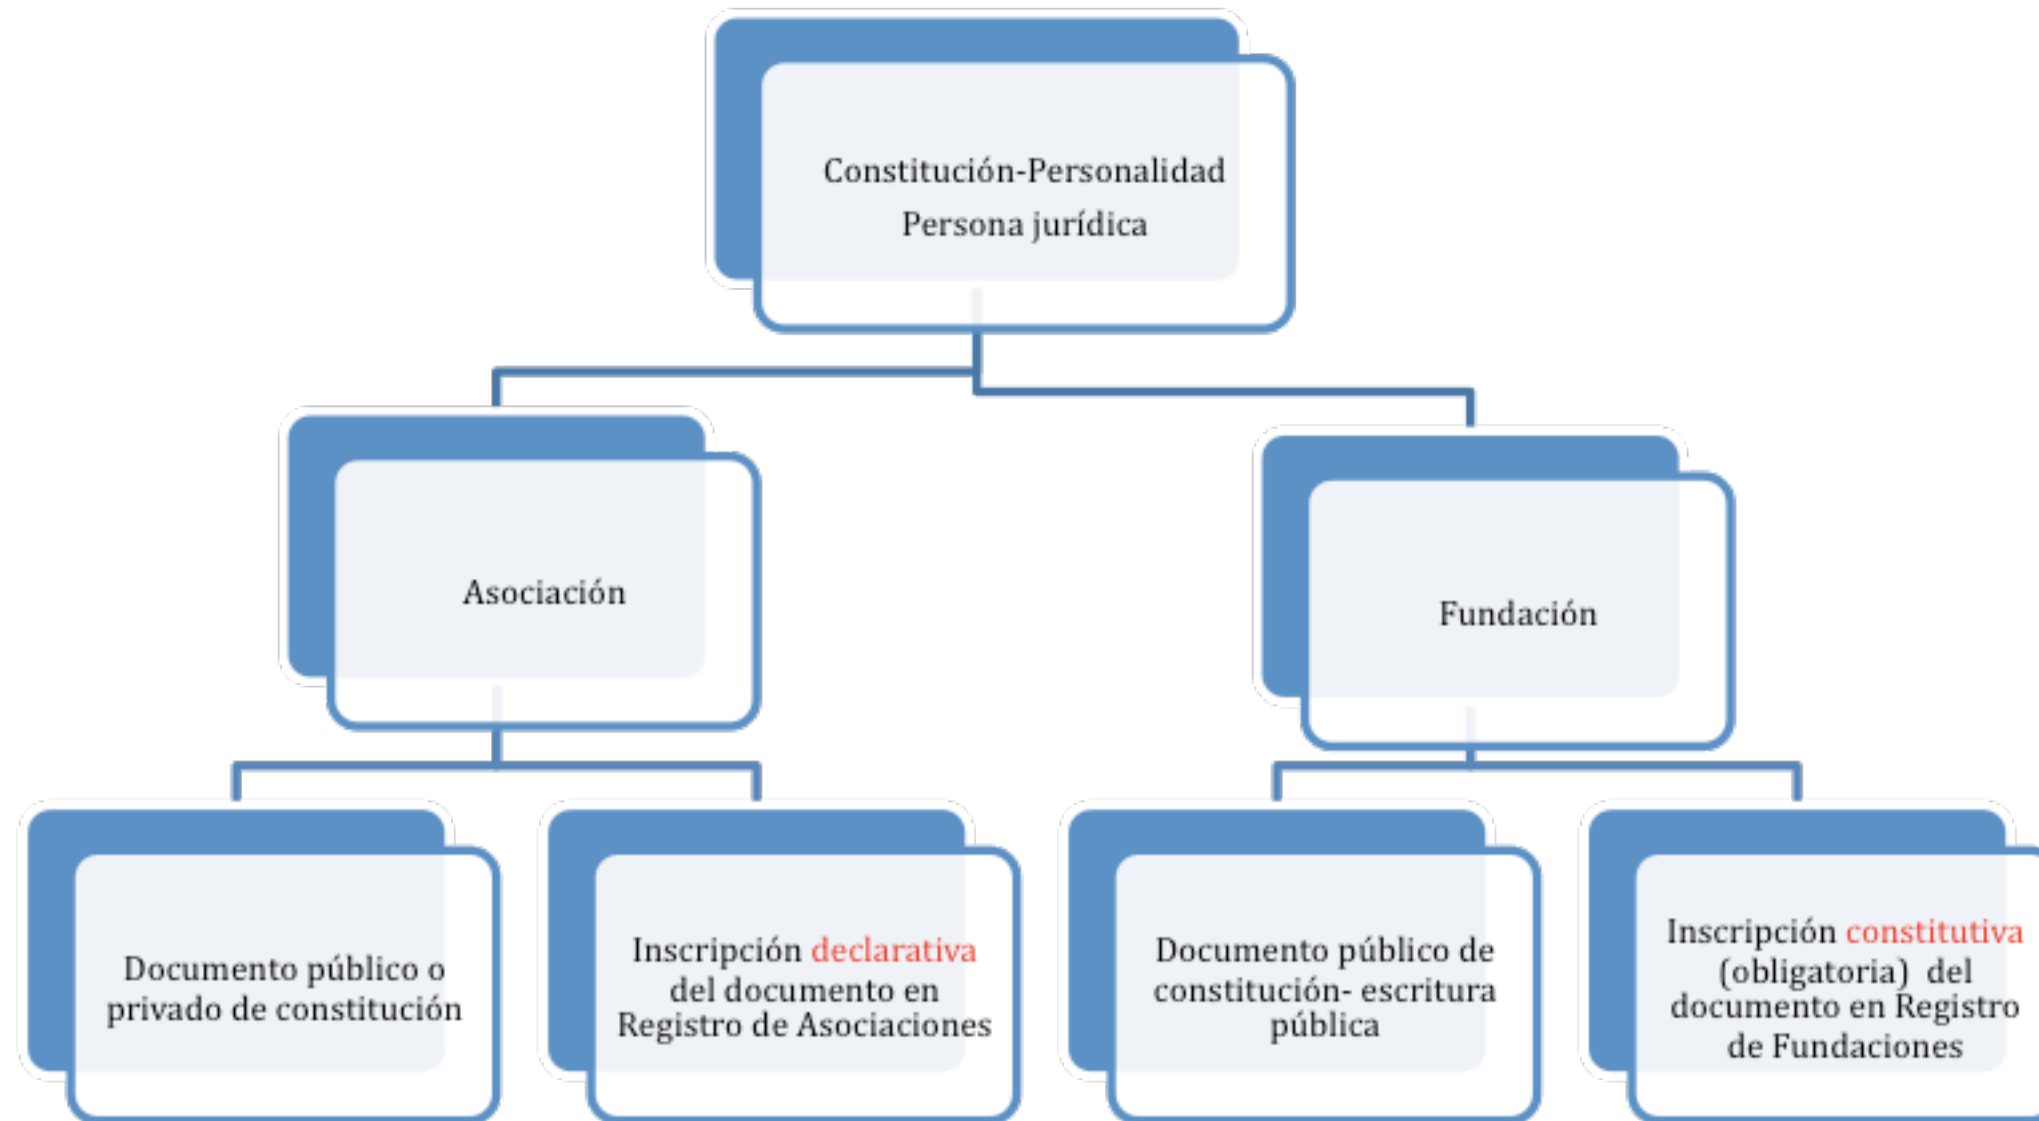 Constitución-Personalidad
Persona jurídica
Asociación
Fundación
Documento público o
privado de constitución
Inscripción declarativa
del documento en
Registro de Asociaciones
Documento público de
constitución- escritura
pública
Inscripción constitutiva
(obligatoria) del
documento en Registro
de Fundaciones